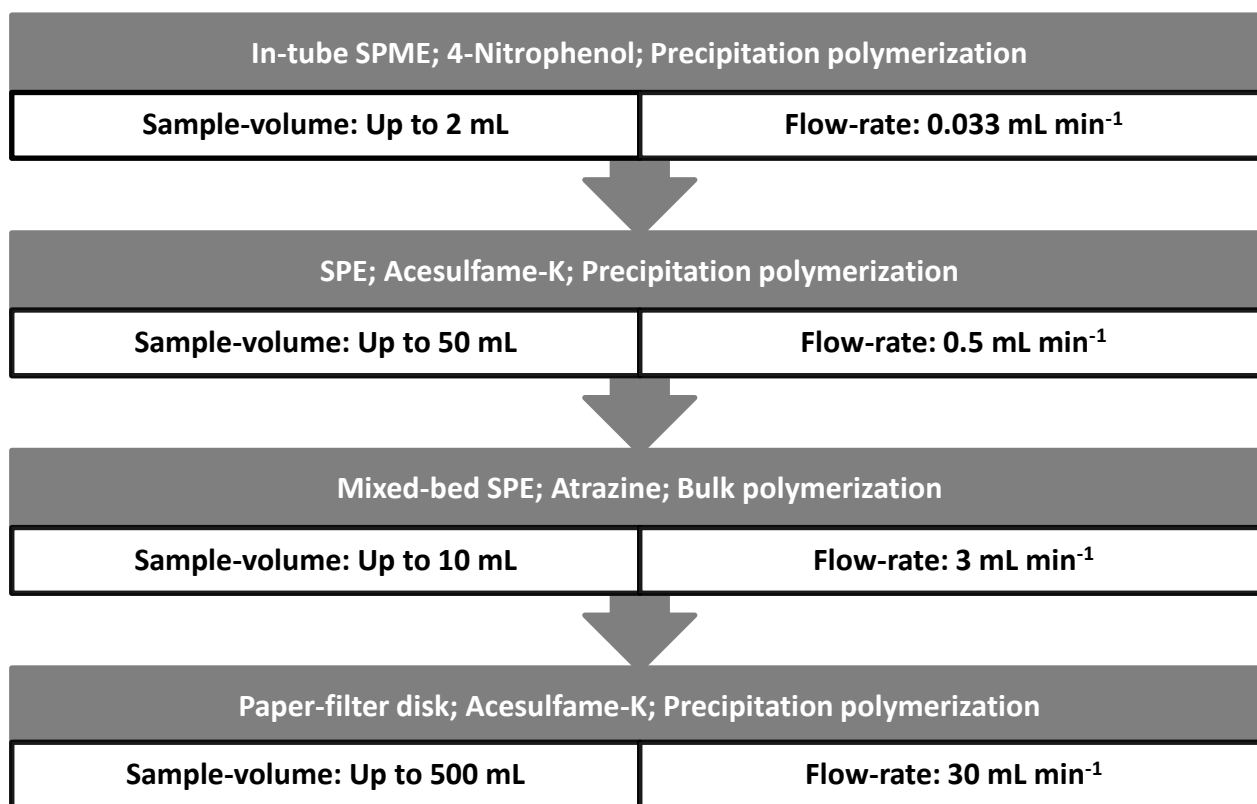 In-tube SPME; 4-Nitrophenol; Precipitation polymerization
Sample-volume: Up to 2 mL
Flow-rate: 0.033 mL min⁻¹
SPE; Acesulfame-K; Precipitation polymerization
Sample-volume: Up to 50 mL
Flow-rate: 0.5 mL min⁻¹
Mixed-bed SPE; Atrazine; Bulk polymerization
Sample-volume: Up to 10 mL
Flow-rate: 3 mL min⁻¹
Paper-filter disk; Acesulfame-K; Precipitation polymerization
Sample-volume: Up to 500 mL
Flow-rate: 30 mL min⁻¹